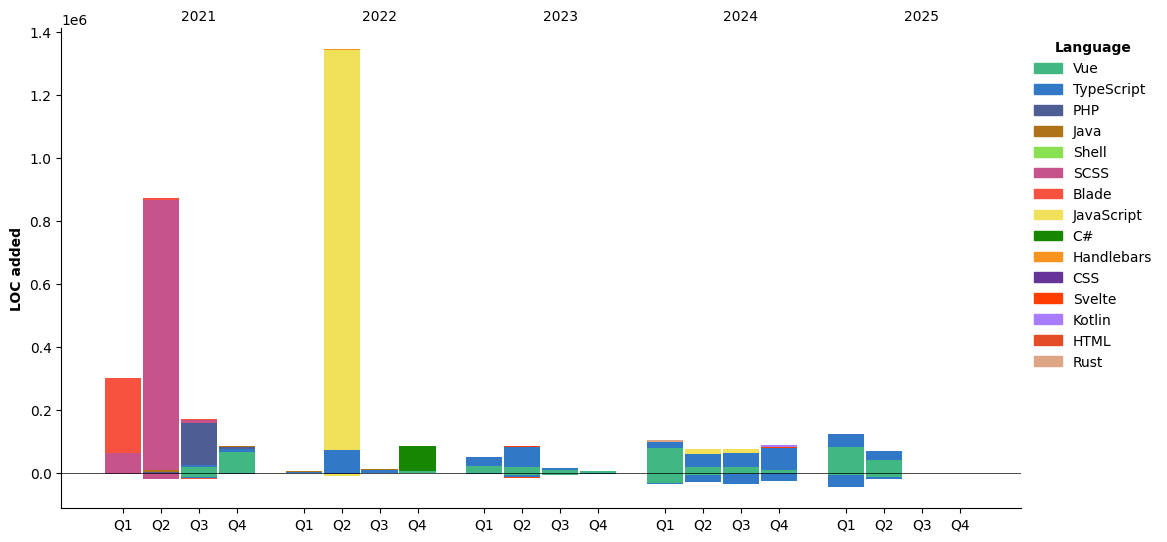 1e6
2021 2022 2023 2024 2025
1.4
1.2
1.0
0.8
0.6
0.4
0.2
0.0
LOC added
Q1 Q2 Q3 Q4 Q1 Q2 Q3 Q4 Q1 Q2 Q3 Q4 Q1 Q2 Q3 Q4 Q1 Q2 Q3 Q4
Language
Vue
TypeScript
PHP
Java
Shell
SCSS
Blade
JavaScript
C#
Handlebars
CSS
Svelte
Kotlin
HTML
Rust